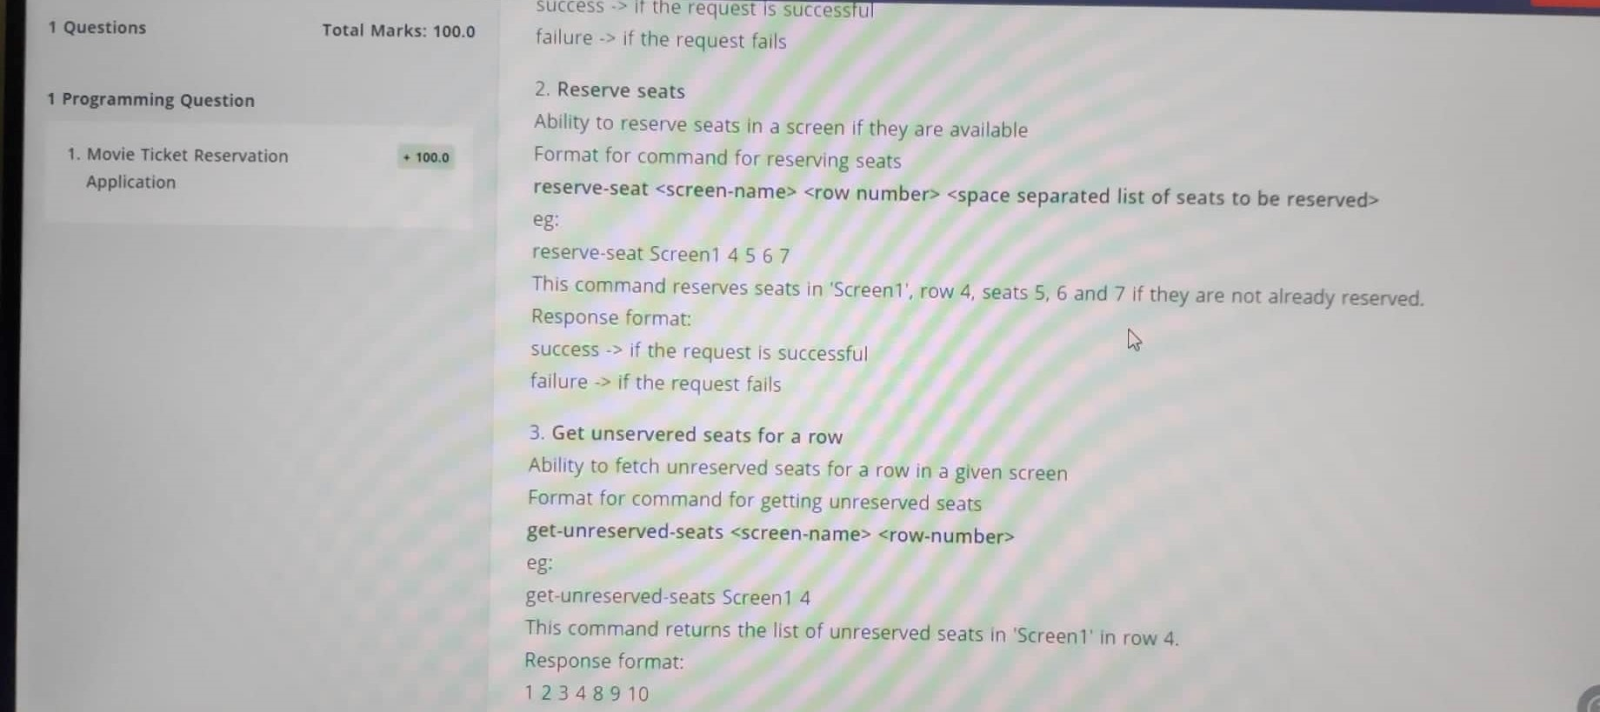 1 Questions
Total Marks: 100.0
1 Programming Question
1. Movie Ticket Reservation
Application
+ 100.0
success -> if the request is successful
failure -> if the request fails
2. Reserve seats
Ability to reserve seats in a screen if they are available
Format for command for reserving seats
reserve-seat <screen-name> <row number> <space separated list of seats to be reserved>
eg:
reserve-seat Screen1 4 5 6 7
This command reserves seats in 'Screen1', row 4, seats 5, 6 and 7 if they are not already reserved.
Response format:
success -> if the request is successful
failure -> if the request fails
3. Get unservered seats for a row
Ability to fetch unreserved seats for a row in a given screen
Format for command for getting unreserved seats
get-unreserved-seats <screen-name> <row-number>
eg:
get-unreserved-seats Screen1 4
This command returns the list of unreserved seats in 'Screen1' in row 4.
Response format:
1 2 3 4 8 9 10